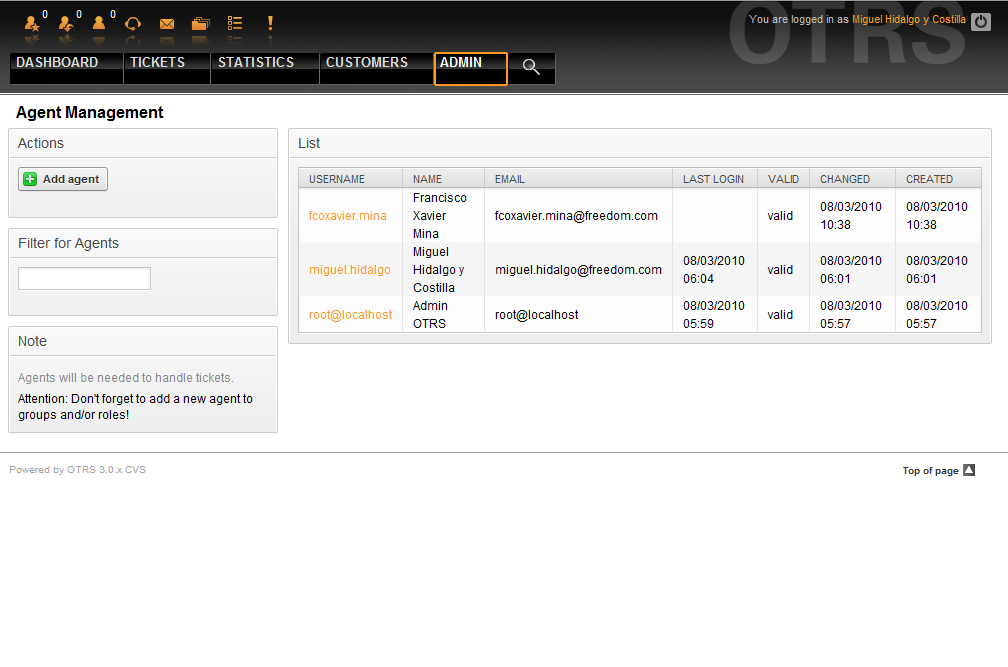 0 0 0
You are logged in as Miguel Hidalgo y Costilla
OTRS
DASHBOARD TICKETS STATISTICS CUSTOMERS ADMIN
Agent Management
Actions
Add agent
Filter for Agents
Note
Agents will be needed to handle tickets.
Attention: Don't forget to add a new agent to
groups and/or roles!
List
USERNAME NAME EMAIL LAST LOGIN VALID CHANGED CREATED
fcoxavier.mina Francisco Xavier Mina fcoxavier.mina@freedom.com valid 08/03/2010 10:38 08/03/2010 10:38
miguel.hidalgo Miguel Hidalgo y Costilla miguel.hidalgo@freedom.com 08/03/2010 06:04 valid 08/03/2010 06:01 08/03/2010 06:01
root@localhost Admin OTRS root@localhost 08/03/2010 05:59 valid 08/03/2010 05:57 08/03/2010 05:57
Powered by OTRS 3.0.x CVS
Top of page